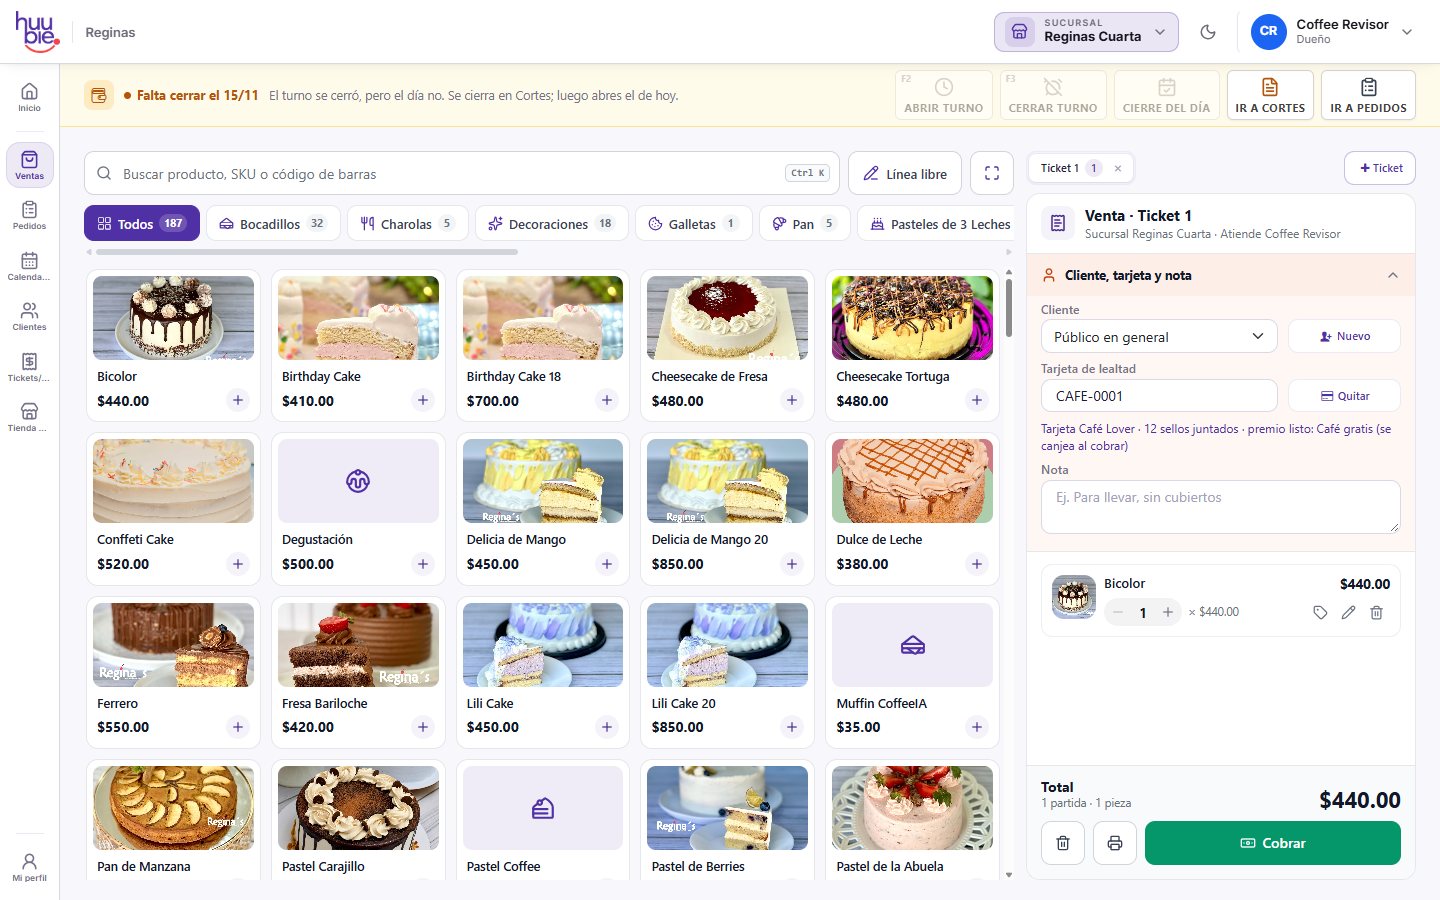 huubie.
Reginas
SUCURSAL
Reginas Cuarta
CR
Coffee Revisor
Dueño
Inicio
Ventas
Pedidos
Calenda...
Clientes
Tickets/...
Tienda ...
Mi perfil
Falta cerrar el 15/11
El turno se cerró, pero el día no. Se cierra en Cortes; luego abres el de hoy.
F2
ABRIR TURNO
F3
CERRAR TURNO
CIERRE DEL DÍA
IR A CORTES
IR A PEDIDOS
Buscar producto, SKU o código de barras
Ctrl K
Línea libre
Todos 187
Bocadillos 32
Charolas 5
Decoraciones 18
Galletas 1
Pan 5
Pasteles de 3 Leches
Regina´s
Bicolor
$440.00
Birthday Cake
$410.00
Birthday Cake 18
$700.00
Cheesecake de Fresa
$480.00
Cheesecake Tortuga
$480.00
Conffeti Cake
$520.00
Degustación
$500.00
Regina´s
Delicia de Mango
$450.00
Regina´s
Delicia de Mango 20
$850.00
Dulce de Leche
$380.00
Regina´s
Ferrero
$550.00
Regina´s
Fresa Bariloche
$420.00
Lili Cake
$450.00
Lili Cake 20
$850.00
Muffin CoffeeIA
$35.00
Regina´s
Pan de Manzana
Pastel Carajillo
Pastel Coffee
Regina´s
Pastel de Berries
Pastel de la Abuela
Ticket 1 1 ×
+ Ticket
Venta · Ticket 1
Sucursal Reginas Cuarta · Atiende Coffee Revisor
Cliente, tarjeta y nota
Cliente
Público en general
Nuevo
Tarjeta de lealtad
CAFE-0001
Quitar
Tarjeta Café Lover · 12 sellos juntados · premio listo: Café gratis (se
canjea al cobrar)
Nota
Ej. Para llevar, sin cubiertos
Bicolor
$440.00
− 1 + × $440.00
Total
1 partida · 1 pieza
$440.00
Cobrar